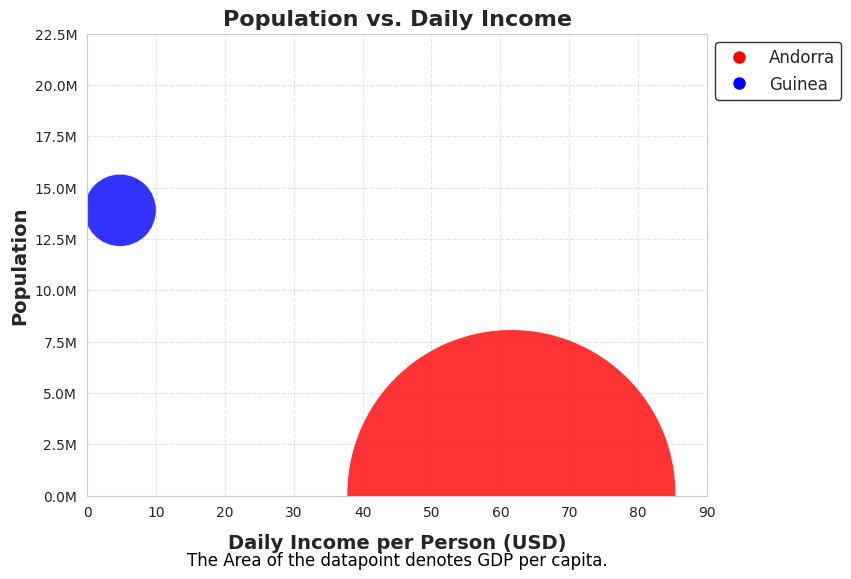 Population vs. Daily Income
22.5M
20.0M
17.5M
15.0M
12.5M
10.0M
7.5M
5.0M
2.5M
0.0M
Population
0 10 20 30 40 50 60 70 80 90
Daily Income per Person (USD)
The Area of the datapoint denotes GDP per capita.
Andorra
Guinea